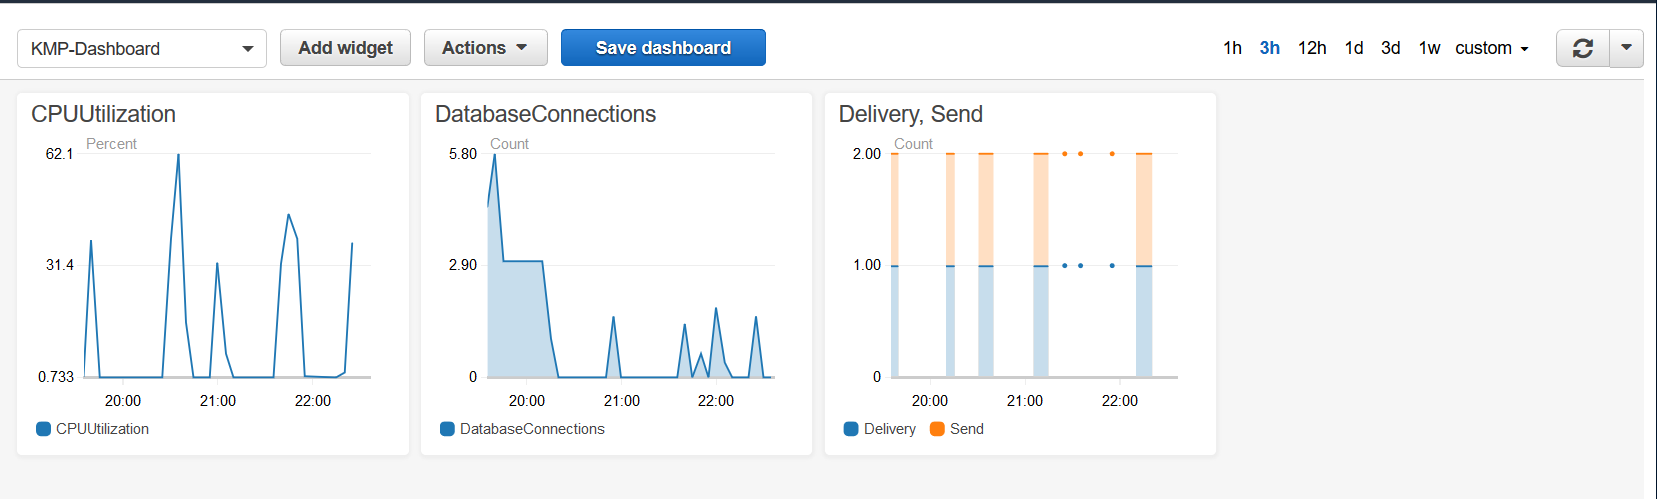 KMP-Dashboard Add widget Actions Save dashboard 1h 3h 12h 1d 3d 1w custom
CPUUtilization
Percent
62.1
31.4
0.733
20:00 21:00 22:00
CPUUtilization
DatabaseConnections
Count
5.80
2.90
0
20:00 21:00 22:00
DatabaseConnections
Delivery, Send
Count
2.00
1.00
0
20:00 21:00 22:00
Delivery Send